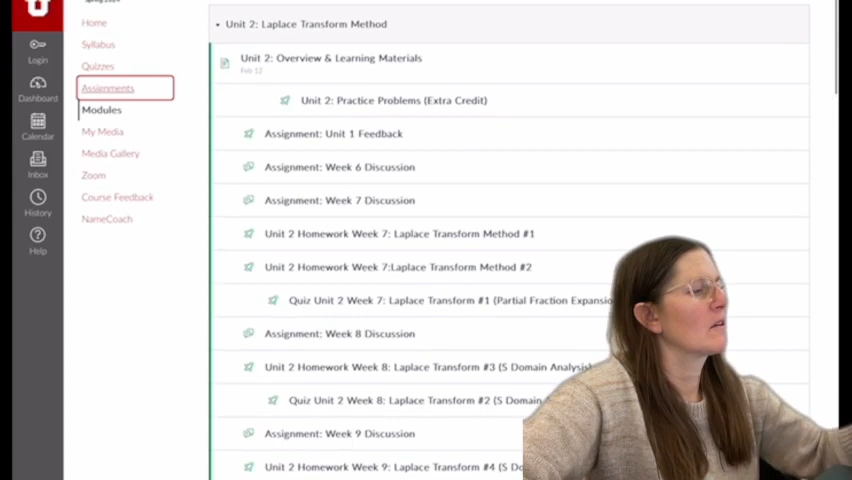 Spring 2024
Home
Syllabus
Quizzes
Assignments
Modules
My Media
Media Gallery
Zoom
Course Feedback
NameCoach
Login
Dashboard
Calendar
Inbox
History
Help
Unit 2: Laplace Transform Method
Unit 2: Overview & Learning Materials
Feb 12
Unit 2: Practice Problems (Extra Credit)
Assignment: Unit 1 Feedback
Assignment: Week 6 Discussion
Assignment: Week 7 Discussion
Unit 2 Homework Week 7: Laplace Transform Method #1
Unit 2 Homework Week 7:Laplace Transform Method #2
Quiz Unit 2 Week 7: Laplace Transform #1 (Partial Fraction Expansio
Assignment: Week 8 Discussion
Unit 2 Homework Week 8: Laplace Transform #3 (S Domain Analysis)
Quiz Unit 2 Week 8: Laplace Transform #2 (S Domain
Assignment: Week 9 Discussion
Unit 2 Homework Week 9: Laplace Transform #4 (S Do